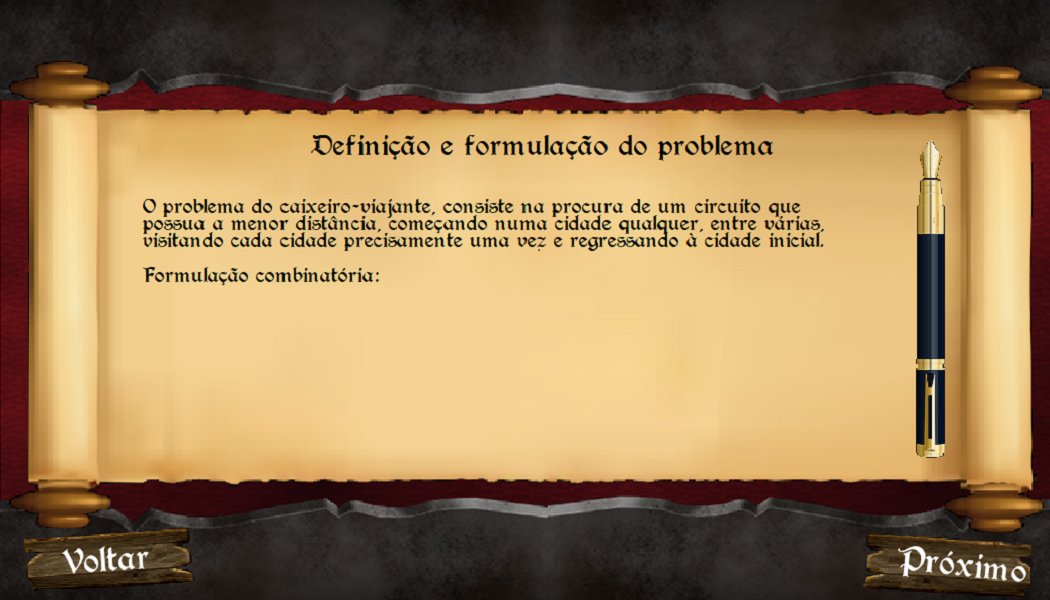 Definição e formulação do problema
O problema do caixeiro-viajante, consiste na procura de um circuito que
possua a menor distância, começando numa cidade qualquer, entre várias,
visitando cada cidade precisamente uma vez e regressando à cidade inicial.
Formulação combinatória:
Voltar
Próximo